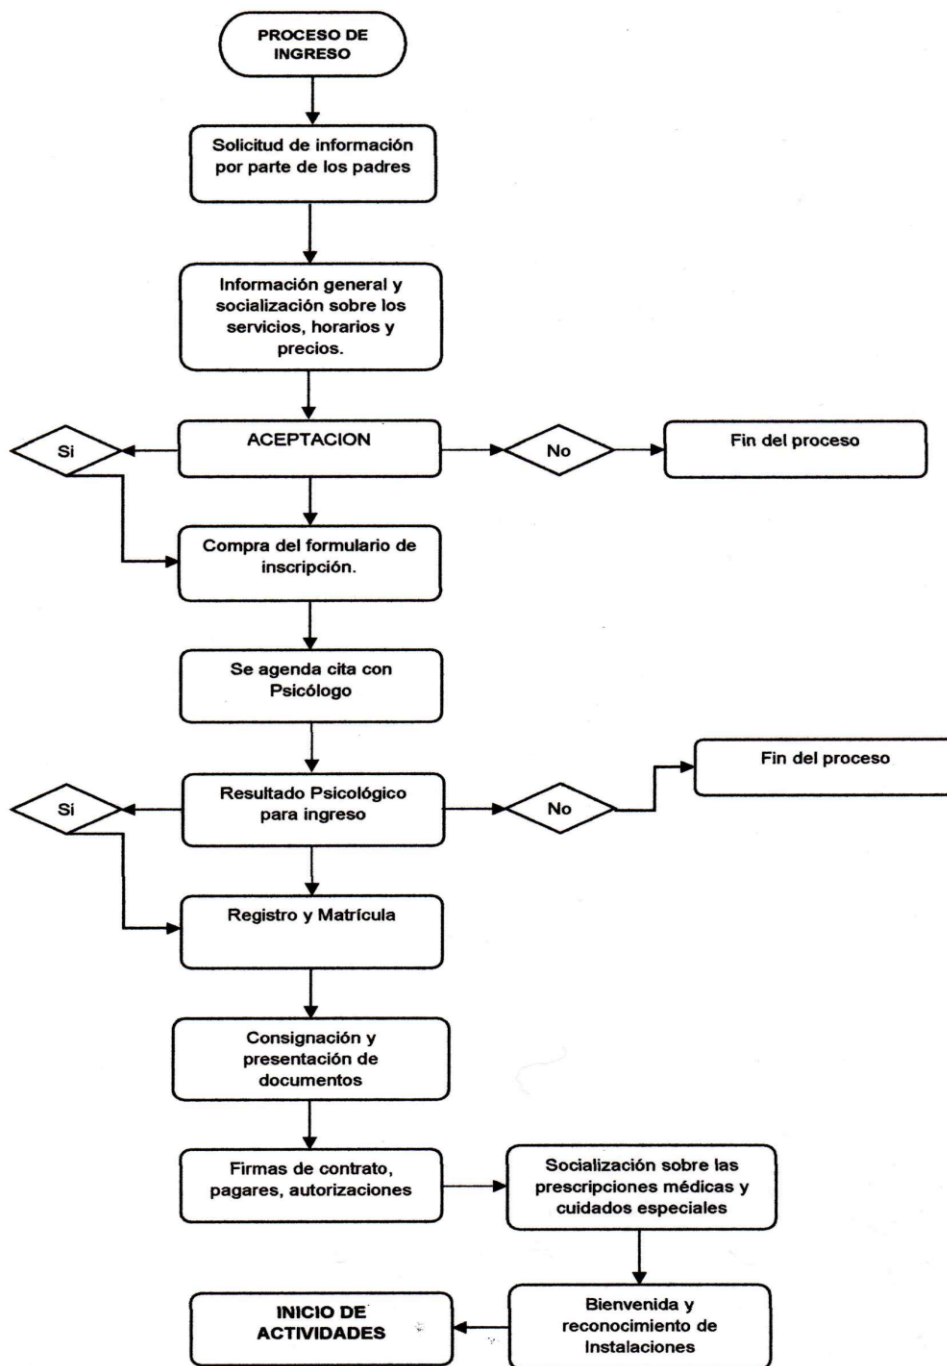 PROCESO DE
INGRESO
Solicitud de información
por parte de los padres
Información general y
socialización sobre los
servicios, horarios y
precios.
Si
ACEPTACION
No
Fin del proceso
Compra del formulario de
inscripción.
Se agenda cita con
Psicólogo
Fin del proceso
Si
Resultado Psicológico
para ingreso
No
Registro y Matrícula
Consignación y
presentación de
documentos
Firmas de contrato,
pagares, autorizaciones
Socialización sobre las
prescripciones médicas y
cuidados especiales
Bienvenida y
reconocimiento de
Instalaciones
INICIO DE
ACTIVIDADES